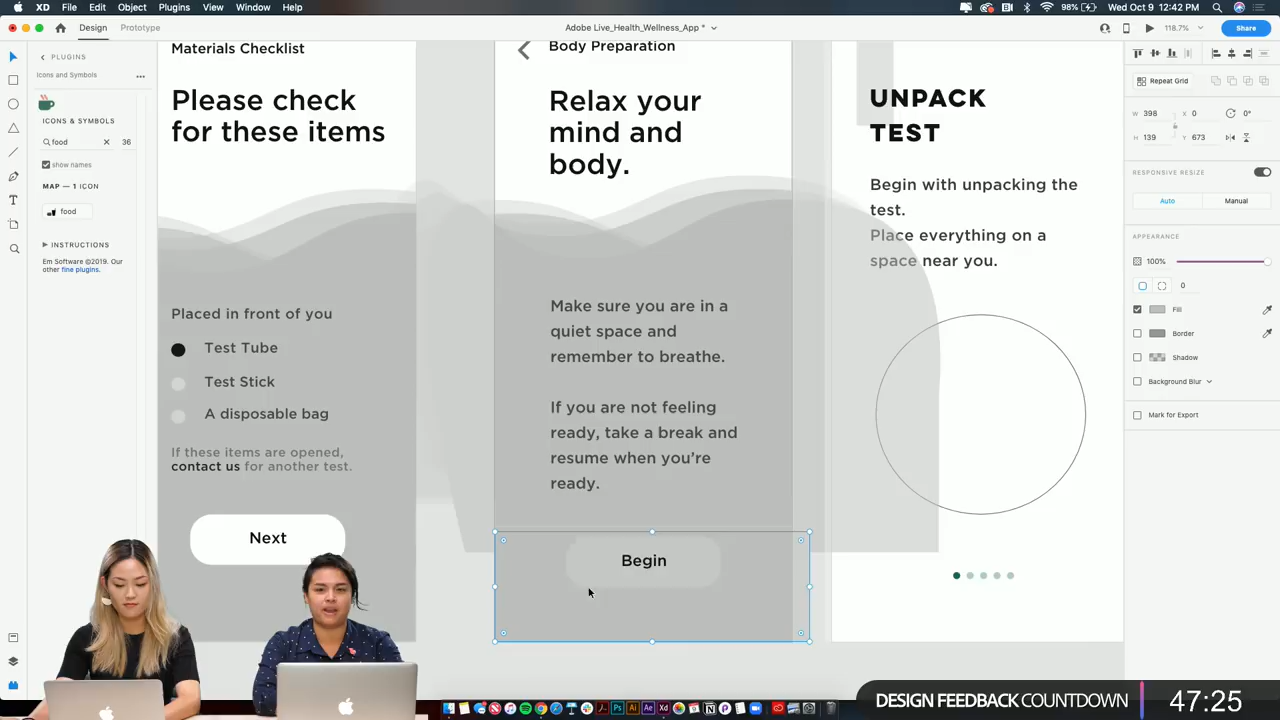 XD File Edit Object Plugins View Window Help
98% Wed Oct 9 12:42 PM
Design Prototype
Adobe Live_Health_Wellness_App *
118.7%
Share
PLUGINS
Icons and Symbols
ICONS & SYMBOLS
food
36
show names
MAP — 1 ICON
food
INSTRUCTIONS
Em Software ©2019. Our
other fine plugins.
Materials Checklist
Please check
for these items
Placed in front of you
Test Tube
Test Stick
A disposable bag
If these items are opened,
contact us for another test.
Next
Body Preparation
Relax your
mind and
body.
Make sure you are in a
quiet space and
remember to breathe.
If you are not feeling
ready, take a break and
resume when you’re
ready.
Begin
UNPACK
TEST
Begin with unpacking the
test.
Place everything on a
space near you.
Repeat Grid
W 398 X 0 0°
H 139 Y 673
RESPONSIVE RESIZE
Auto Manual
APPEARANCE
100%
0
Fill
Border
Shadow
Background Blur
Mark for Export
DESIGN FEEDBACK COUNTDOWN 47:25